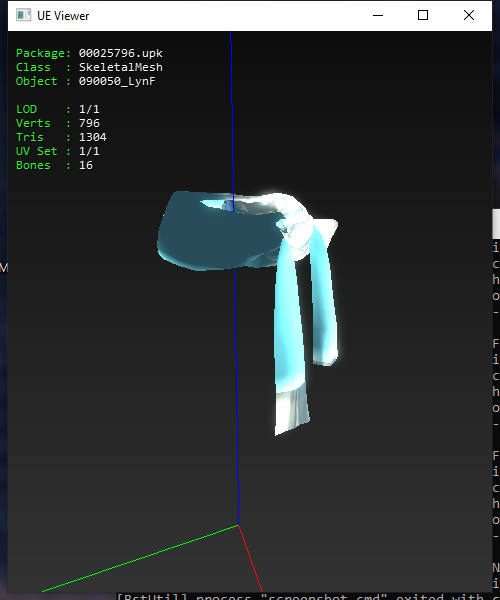 UE Viewer
Package: 00025796.upk
Class  : SkeletalMesh
Object : 090050_LynF
LOD    : 1/1
Verts  : 796
Tris   : 1304
UV Set : 1/1
Bones  : 16
M
i
c
h
o
-
F
i
c
h
o
-
F
i
c
h
o
-
N
i
[BstUtil] process "screenshot.cmd" exited with c